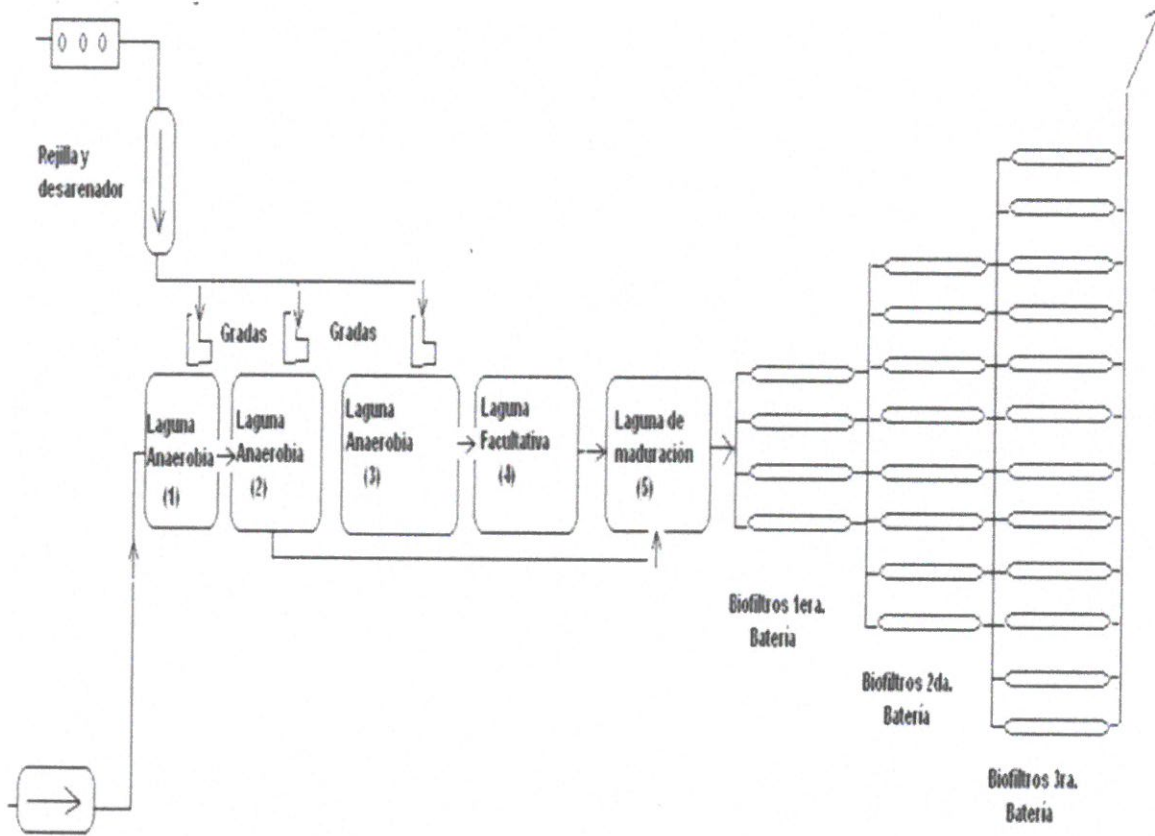 Rejilla y
desarenador
Gradas
Gradas
Laguna
Anaerobia
(1)
Laguna
Anaerobia
(2)
Laguna
Anaerobia
(3)
Laguna
Facultativa
(4)
Laguna de
maduración
(5)
Biofiltros 1era.
Batería
Biofiltros 2da.
Batería
Biofiltros 3ra.
Batería